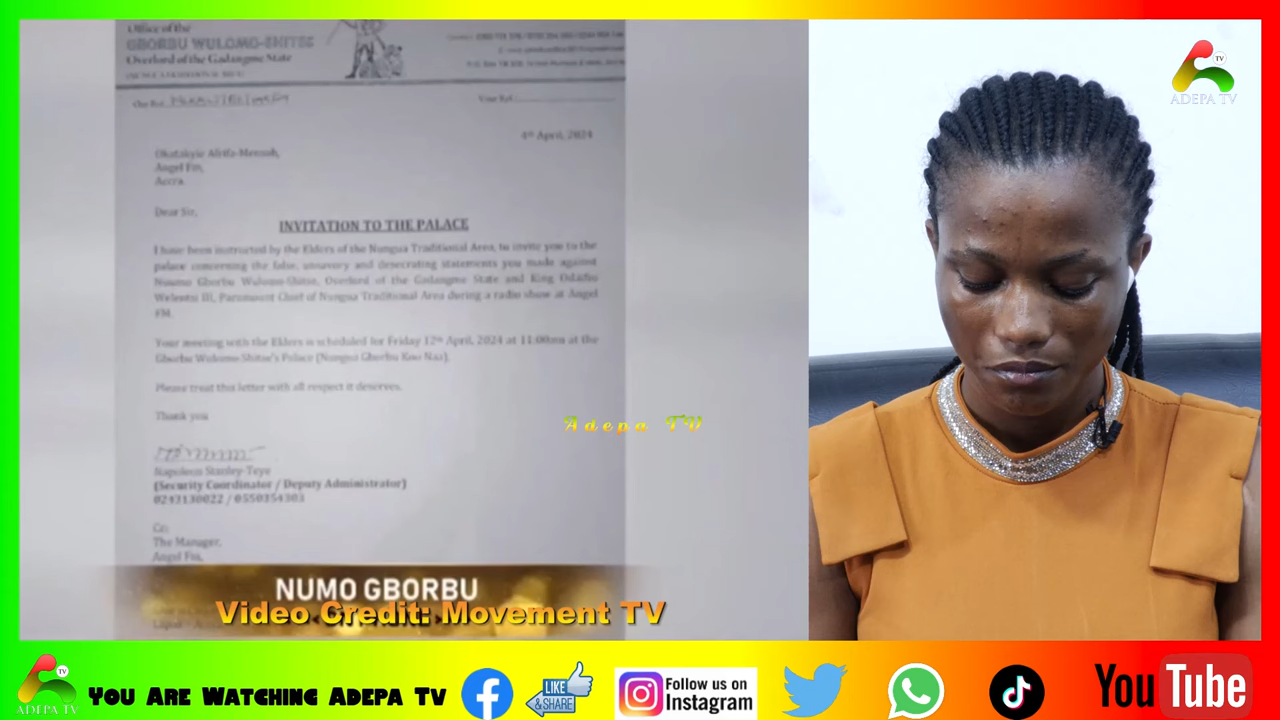 Office of the
GBORBU WULOMO-SHITSE
Overlord of the Gadangme State
Our Ref:
Your Ref:
4th April, 2024
Okatakyie Afrifa-Mensah,
Angel Fm,
Accra.
Dear Sir,
INVITATION TO THE PALACE
I have been instructed by the Elders of the Nungua Traditional Area, to invite you to the
palace concerning the false, unsavory and desecrating statements you made against
Nuumo Gborbu Wulomo-Shitse, Overlord of the Gadangme State and King Odaifio
Welentsi III, Paramount Chief of Nungua Traditional Area during a radio show at Angel
FM.
Your meeting with the Elders is scheduled for Friday 12th April, 2024 at 11:00am at the
Gborbu Wulomo-Shitse's Palace (Nungua Gborbu Koo Naa).
Please treat this letter with all respect it deserves.
Thank you
Napoleon Stanley-Teye
(Security Coordinator / Deputy Administrator)
0243130022 / 0550354303
Cc:
The Manager,
Angel Fm,
NUMO GBORBU
Video Credit: Movement TV
Adepa TV
TV
ADEPA TV
TV
ADEPA TV
You Are Watching Adepa Tv
LIKE
& SHARE
Follow us on
Instagram
YouTube